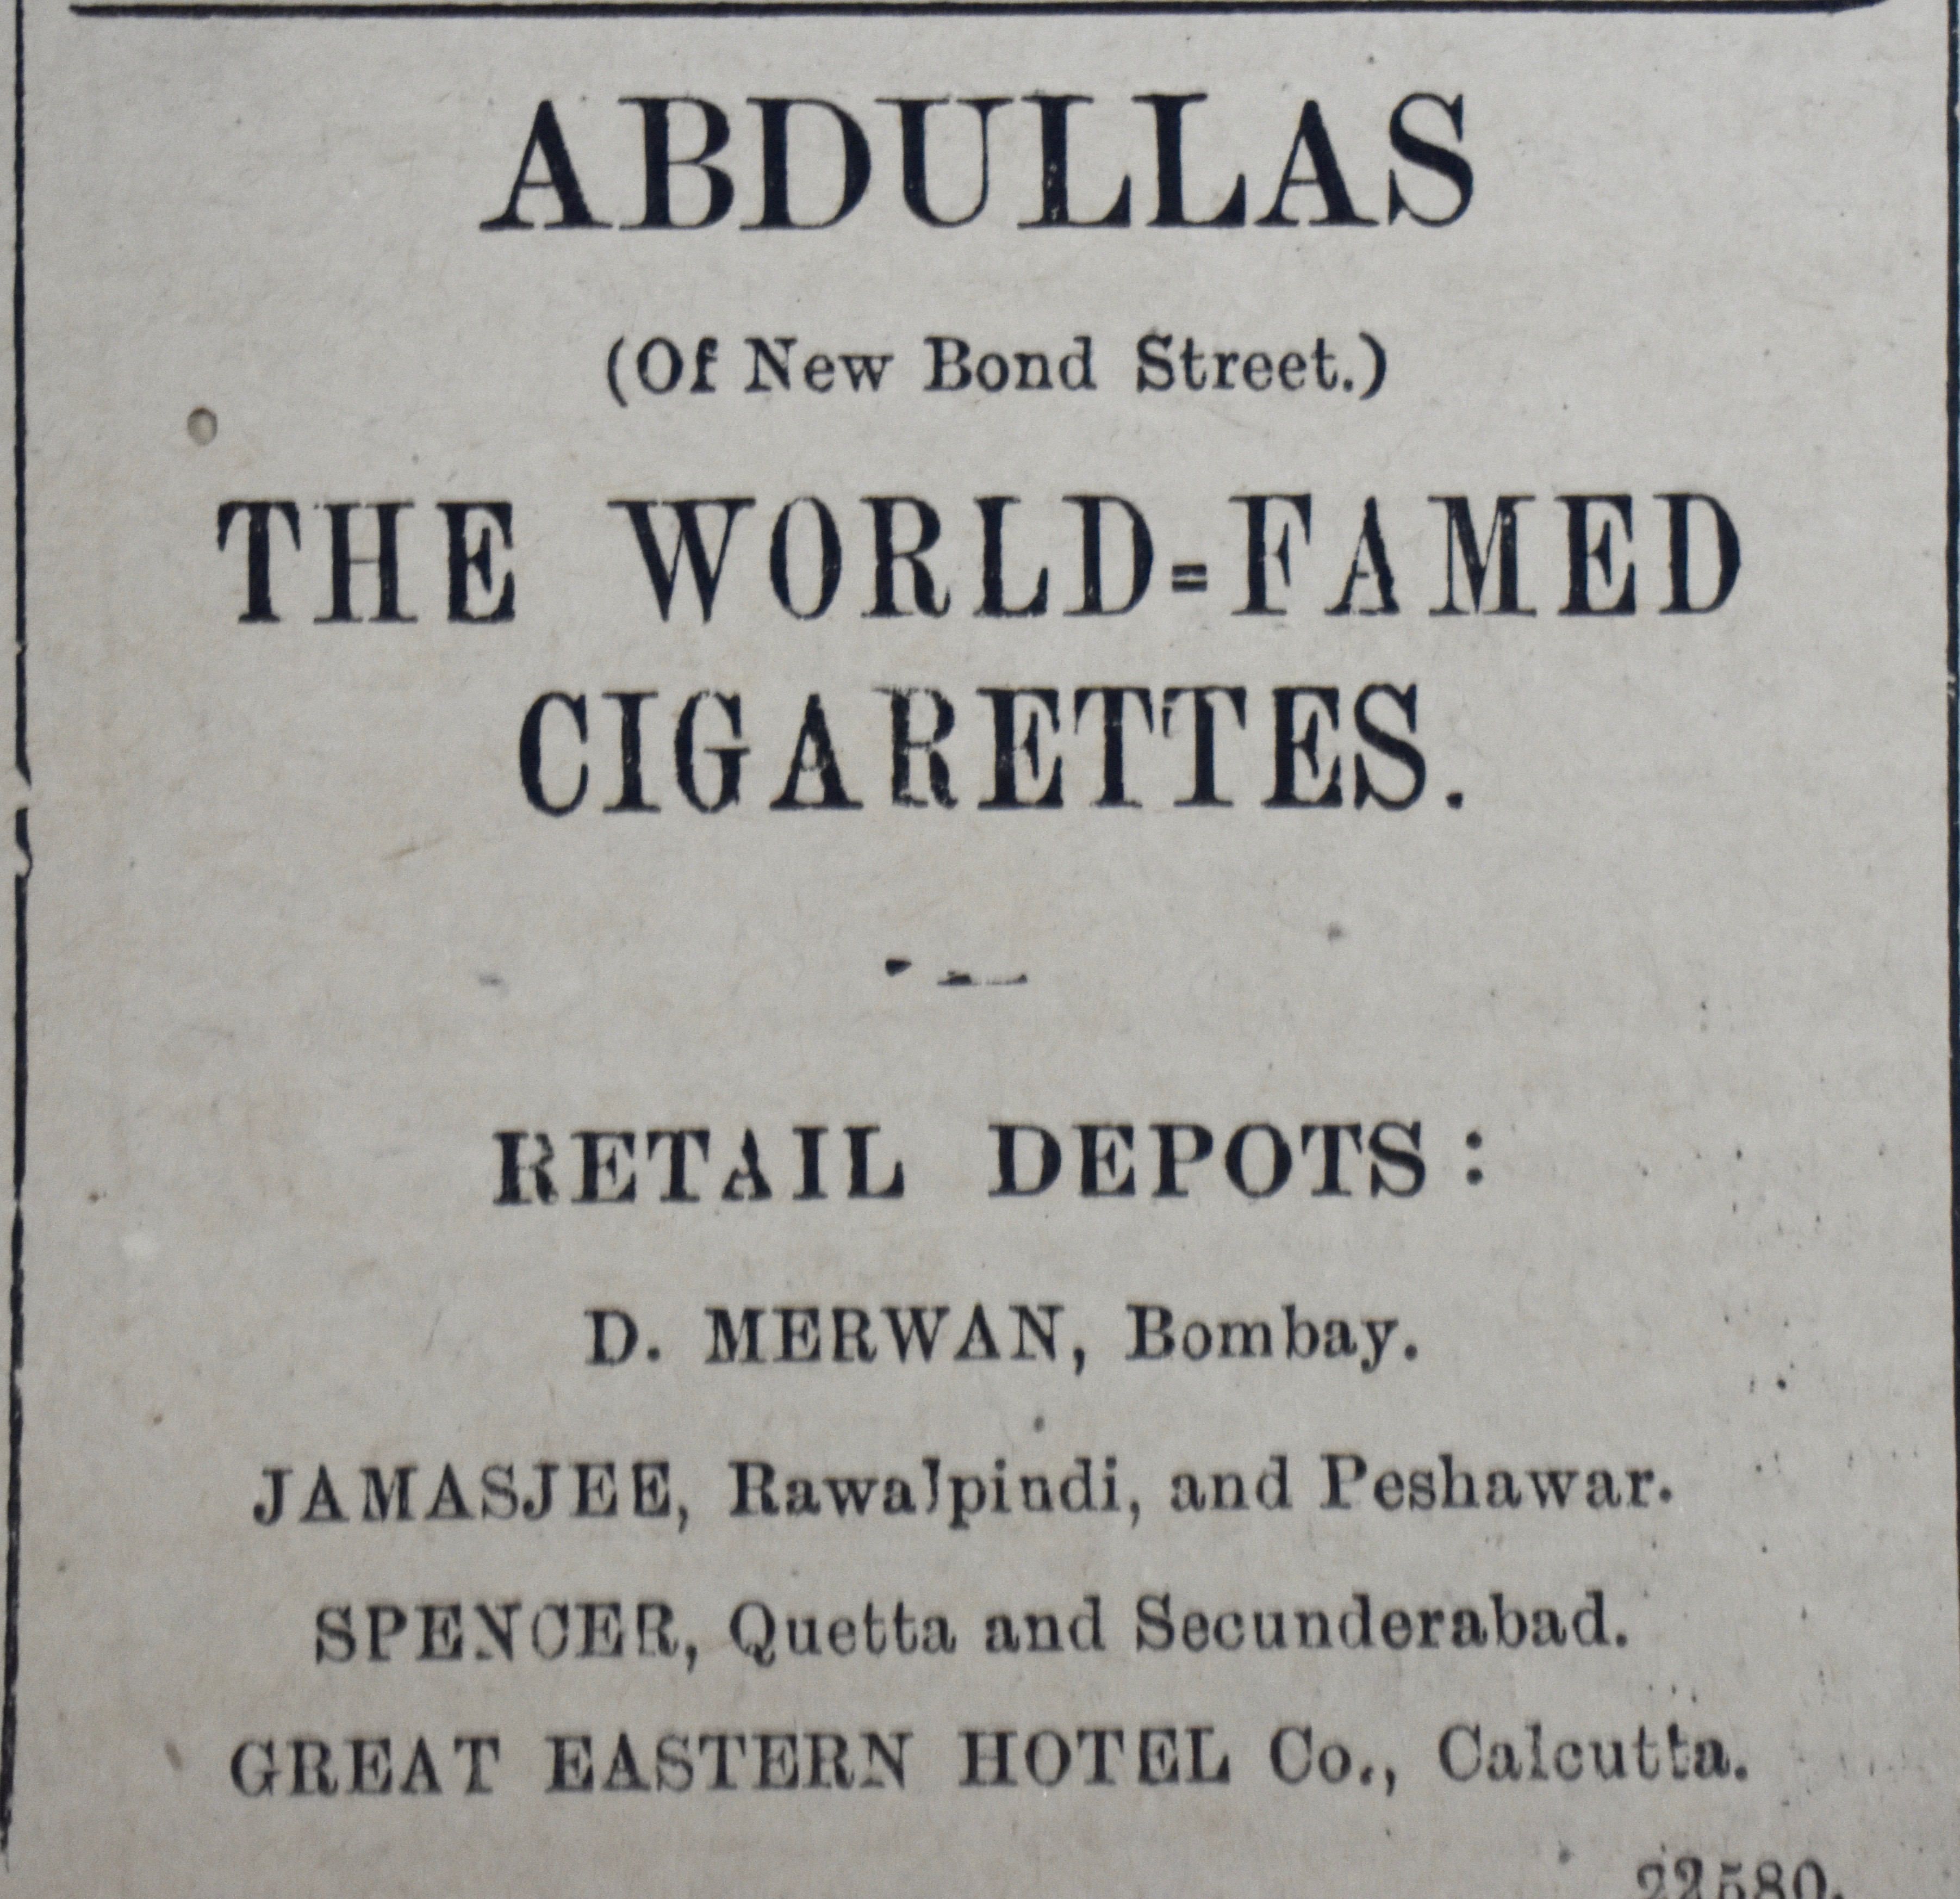 ABDULLAS
(Of New Bond Street.)
THE WORLD=FAMED
CIGARETTES.
RETAIL DEPOTS:
D. MERWAN, Bombay.
JAMASJEE, Rawalpindi, and Peshawar.
SPENCER, Quetta and Secunderabad.
GREAT EASTERN HOTEL Co., Calcutta.
22580.